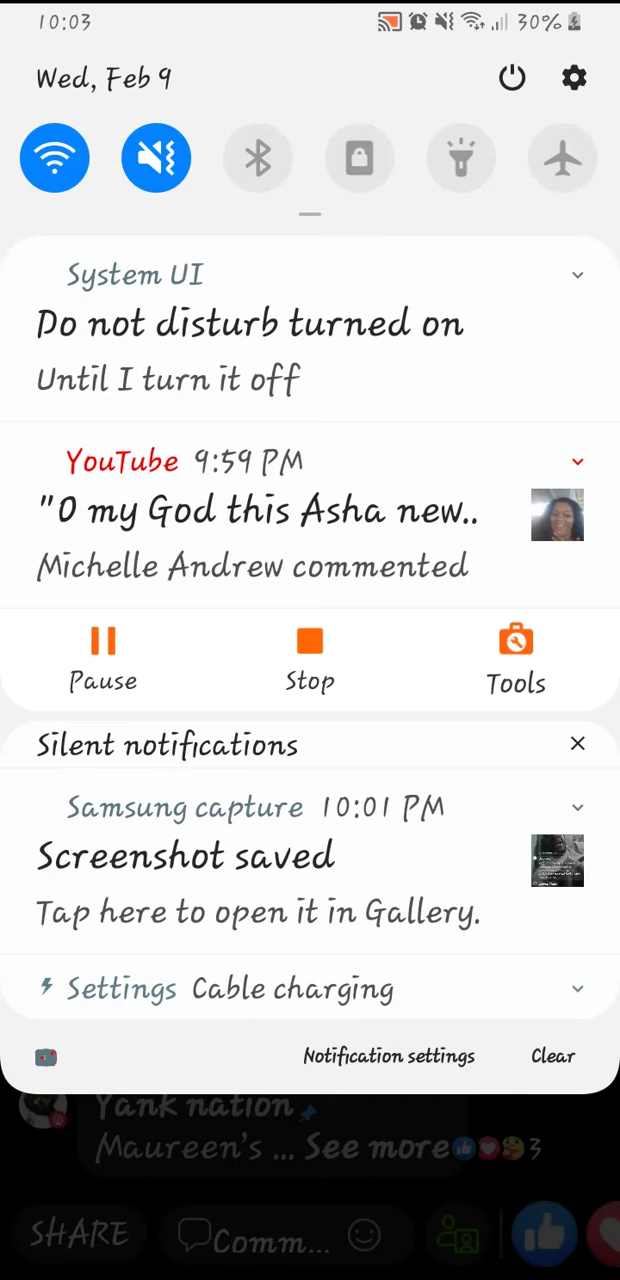 10:03 30%
Wed, Feb 9
System UI
Do not disturb turned on
Until I turn it off
YouTube 9:59 PM
"O my God this Asha new..
Michelle Andrew commented
Pause Stop Tools
Silent notifications
Samsung capture 10:01 PM
Screenshot saved
Tap here to open it in Gallery.
Settings Cable charging
Notification settings Clear
Yank nation
Maureen's ... See more 3
SHARE Comm...